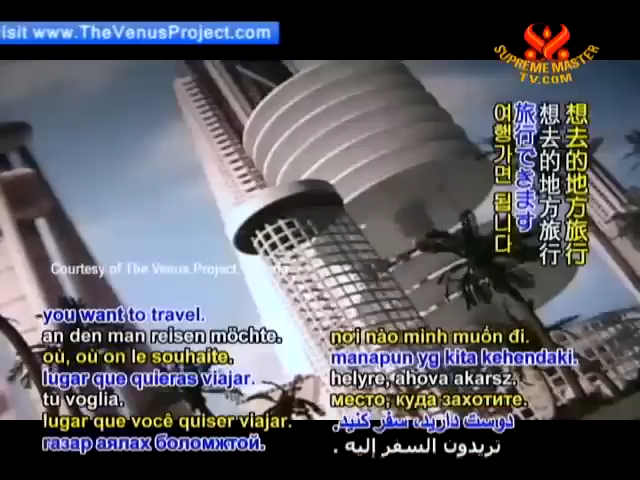 isit www.TheVenusProject.com
SUPREME MASTER
TV.COM
想去的地方旅行
想去的地方旅行
旅行できます
여행가면 됩니다
Courtesy of The Venus Project,
you want to travel.
an den man reisen möchte.
où, où on le souhaite.
lugar que quieras viajar.
tu voglia.
lugar que você quiser viajar.
газар аялах боломжтой.
nơi nào mình muốn đi.
manapun yg kita kehendaki.
helyre, ahova akarsz.
место, куда захотите.
دوست دارید، سفر کنید.
تريدون السفر إليه .